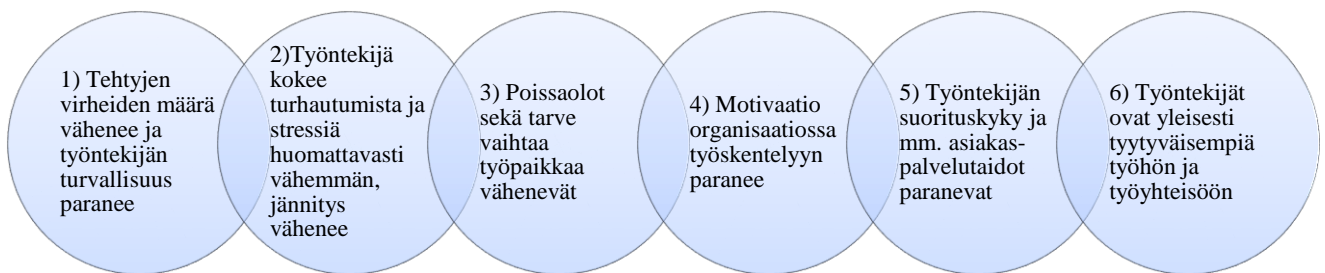 1) Tehtyjen
virheiden määrä
vähenee ja
työntekijän
turvallisuus
paranee
2)Työntekijä
kokee
turhautumista ja
stressiä
huomattavasti
vähemmän,
jännitys
vähenee
3) Poissaolot
sekä tarve
vaihtaa
työpaikkaa
vähenevät
4) Motivaatio
organisaatiossa
työskentelyyn
paranee
5) Työntekijän
suorituskyky ja
mm. asiakas-
palvelutaidot
paranevat
6) Työntekijät
ovat yleisesti
tyytyväisempiä
työhön ja
työyhteisöön